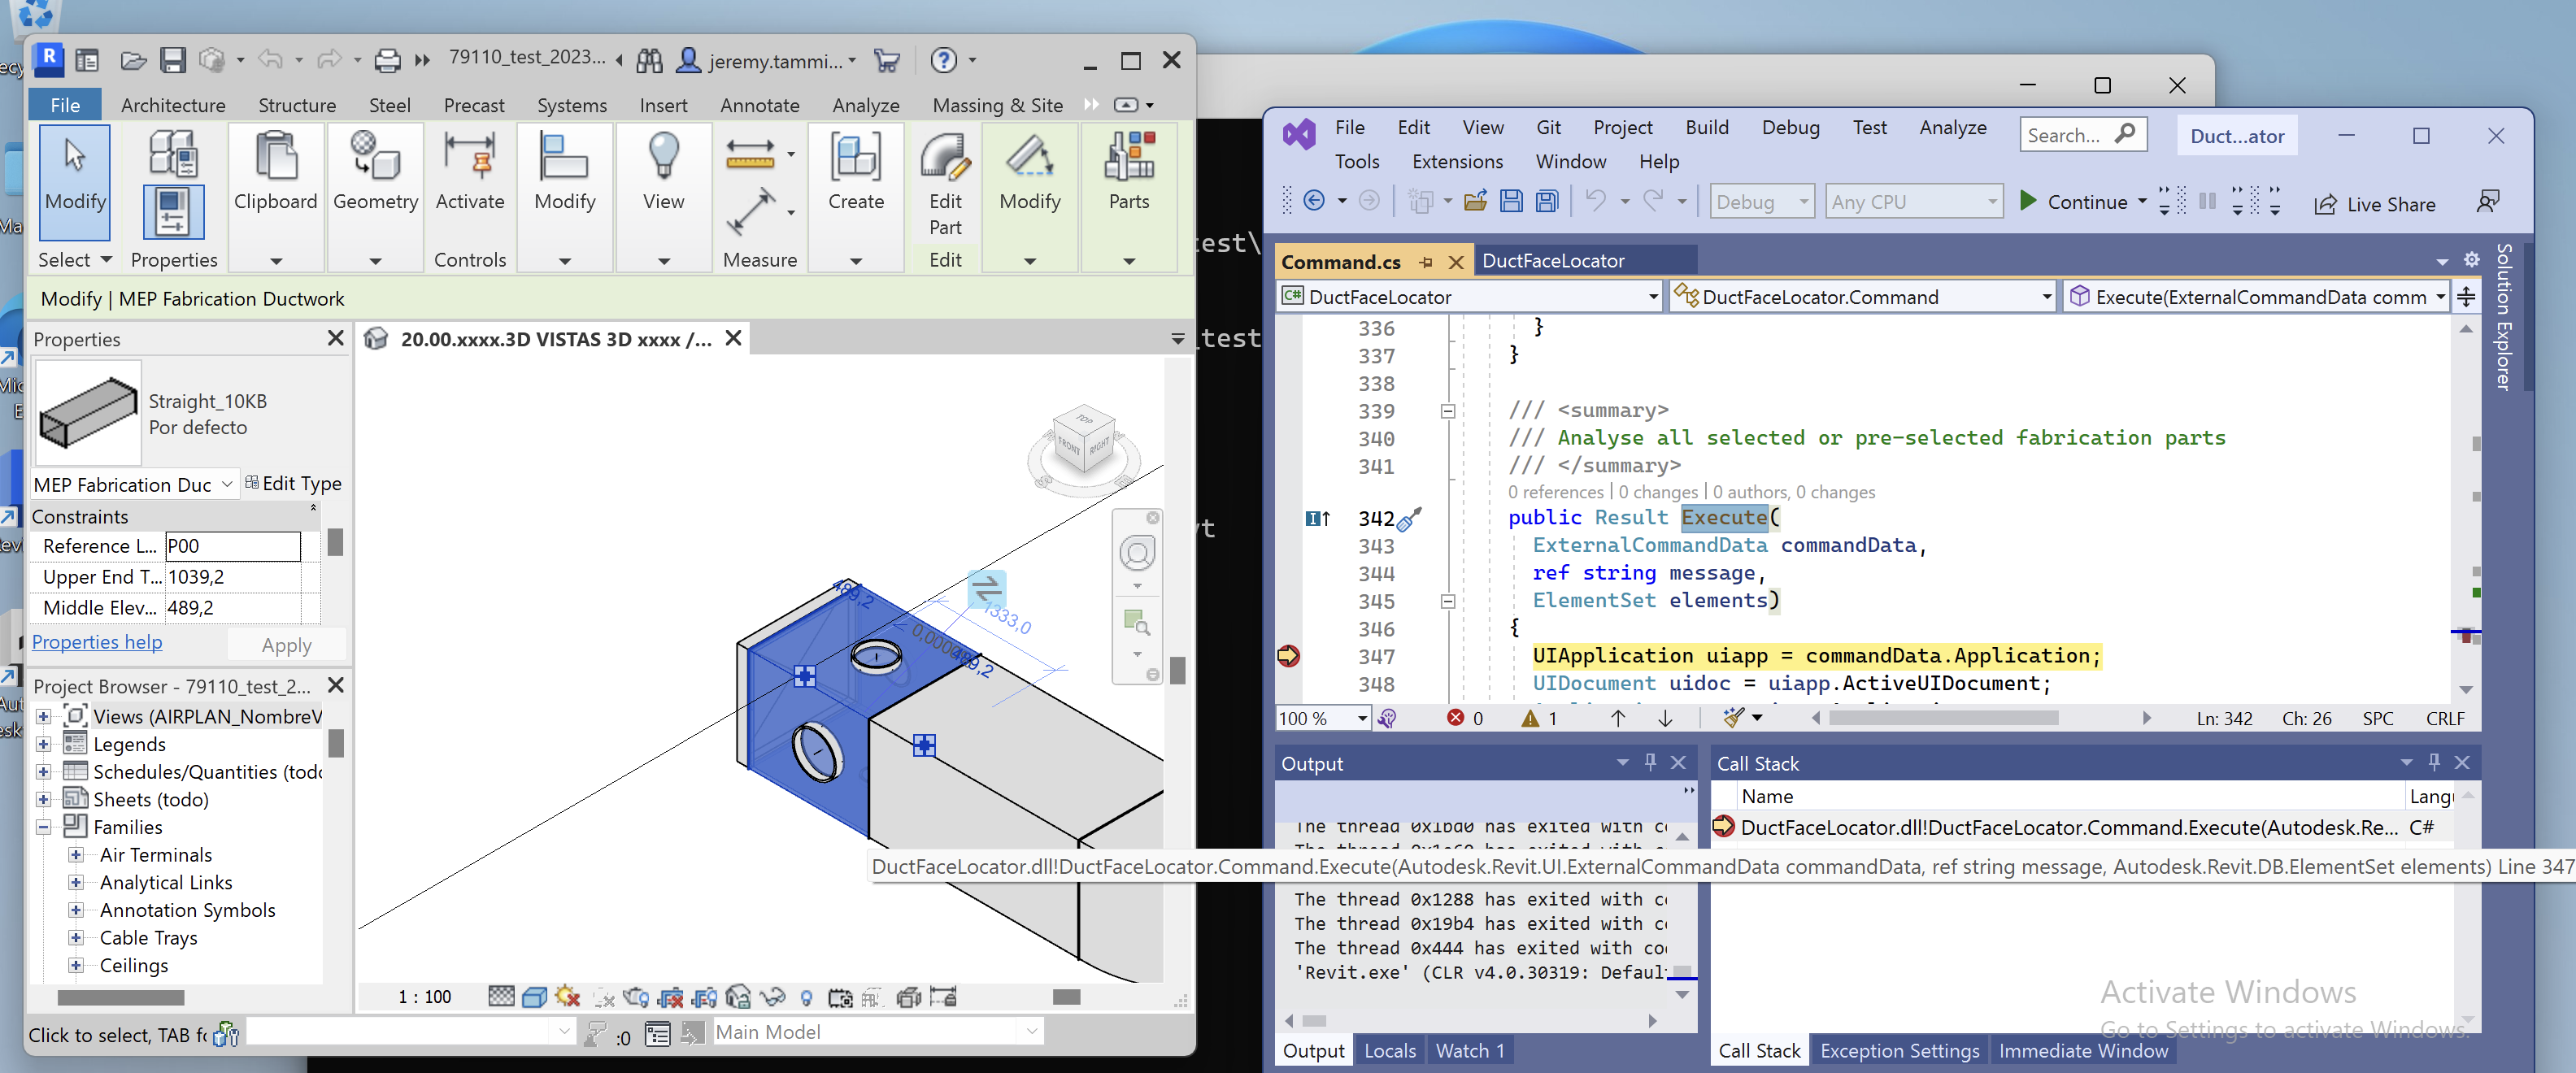 79110_test_2023...
jeremy.tammi...
File Architecture Structure Steel Precast Systems Insert Annotate Analyze Massing & Site
Modify
Clipboard Geometry Activate Modify View Create Edit Part Modify Parts
Select Properties Controls Measure Edit
Modify | MEP Fabrication Ductwork
Properties
Straight_10KB
Por defecto
MEP Fabrication Duc Edit Type
Constraints
Reference L... P00
Upper End T... 1039,2
Middle Elev... 489,2
Properties help Apply
Project Browser - 79110_test_2...
Views (AIRPLAN_NombreV
Legends
Schedules/Quantities (todo
Sheets (todo)
Families
Air Terminals
Analytical Links
Annotation Symbols
Cable Trays
Ceilings
20.00.xxxx.3D VISTAS 3D xxxx /...
TOP
FRONT
RIGHT
489,2
1333,0
489,2
1 : 100
Click to select, TAB fo
:0
Main Model
test\
_test
File Edit View Git Project Build Debug Test Analyze
Tools Extensions Window Help
Search...
Duct...ator
Debug Any CPU Continue Live Share
Command.cs DuctFaceLocator
DuctFaceLocator DuctFaceLocator.Command Execute(ExternalCommandData comm
Solution Explorer
336 }
337 }
338
339 /// <summary>
340 /// Analyse all selected or pre-selected fabrication parts
341 /// </summary>
0 references | 0 changes | 0 authors, 0 changes
342 public Result Execute(
343 ExternalCommandData commandData,
344 ref string message,
345 ElementSet elements)
346 {
347 UIApplication uiapp = commandData.Application;
348 UIDocument uidoc = uiapp.ActiveUIDocument;
100 % 0 1 Ln: 342 Ch: 26 SPC CRLF
Output
The thread 0x1bd0 has exited with c
The thread 0x1288 has exited with c
The thread 0x19b4 has exited with c
The thread 0x444 has exited with co
'Revit.exe' (CLR v4.0.30319: Defaul
Output Locals Watch 1
Call Stack
Name Langu
DuctFaceLocator.dll!DuctFaceLocator.Command.Execute(Autodesk.Re... C#
DuctFaceLocator.dll!DuctFaceLocator.Command.Execute(Autodesk.Revit.UI.ExternalCommandData commandData, ref string message, Autodesk.Revit.DB.ElementSet elements) Line 347
Call Stack Exception Settings Immediate Window
Activate Windows
Go to Settings to activate Windows.